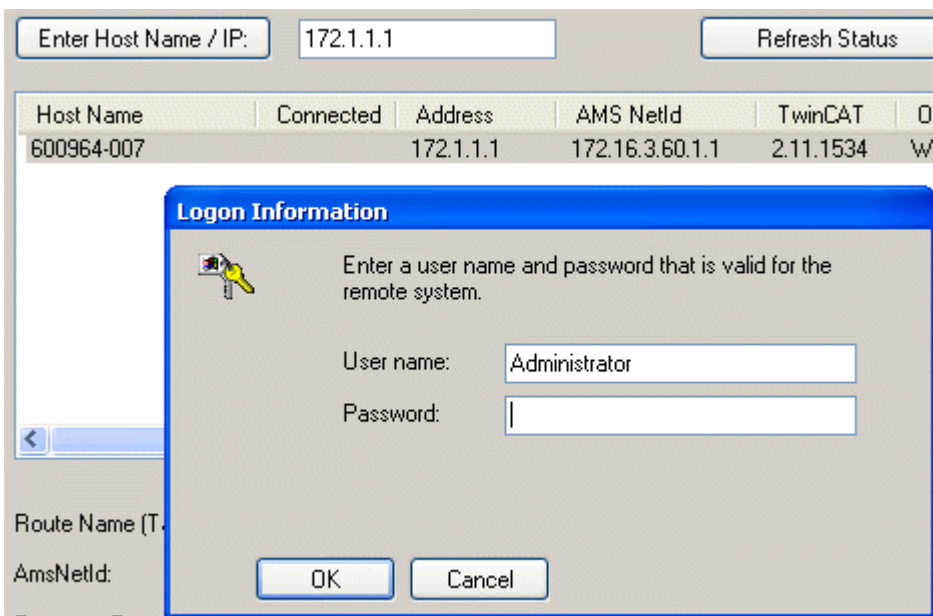 Enter Host Name / IP: 172.1.1.1 Refresh Status
Host Name Connected Address AMS NetId TwinCAT O
600964-007 172.1.1.1 172.16.3.60.1.1 2.11.1534 W
Logon Information
Enter a user name and password that is valid for the
remote system.
User name: Administrator
Password:
Route Name (T
AmsNetId:
OK Cancel